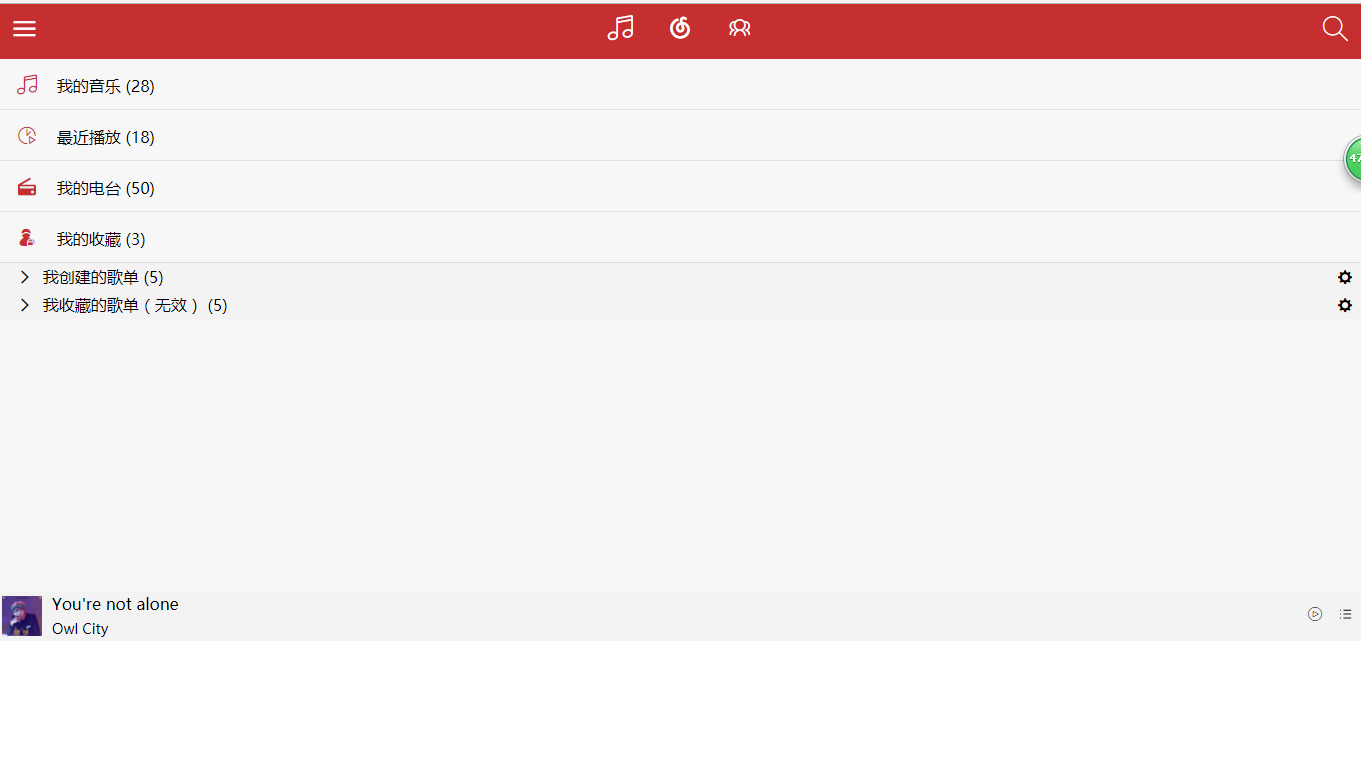 我的音乐 (28)
最近播放 (18)
47
我的电台 (50)
我的收藏 (3)
我创建的歌单 (5)
我收藏的歌单（无效） (5)
You're not alone
Owl City